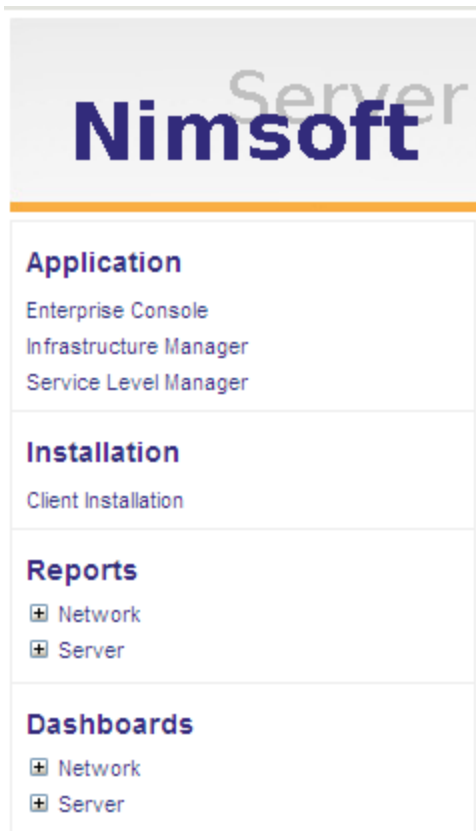 Server
Nimsoft
Application
Enterprise Console
Infrastructure Manager
Service Level Manager
Installation
Client Installation
Reports
Network
Server
Dashboards
Network
Server